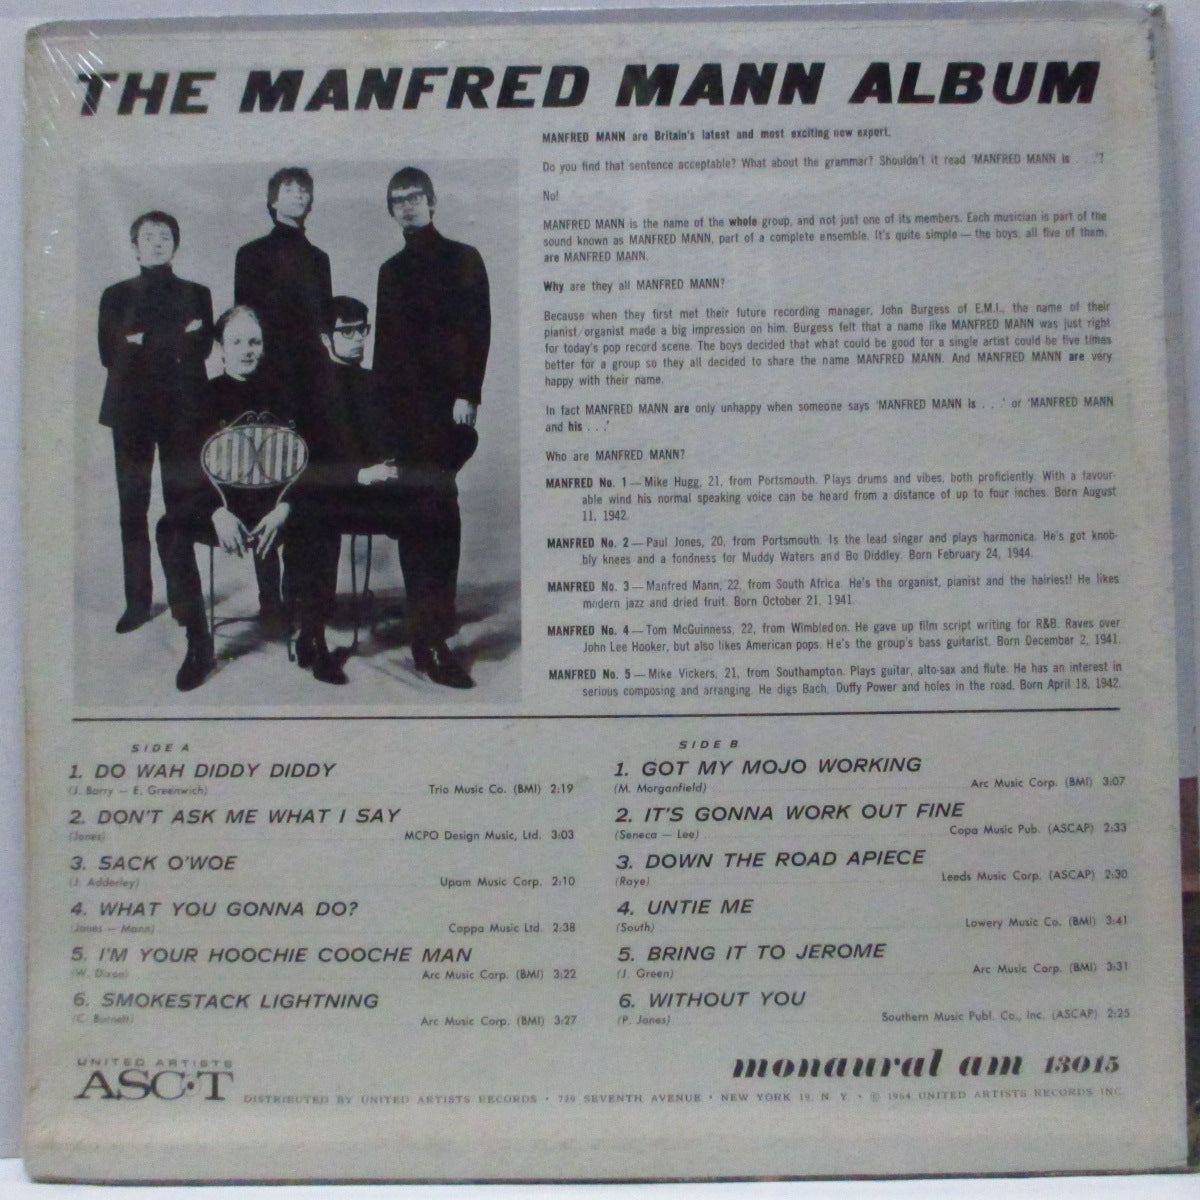 THE MANFRED MANN ALBUM
MANFRED MANN are Britain's latest and most exciting new export.
Do you find that sentence acceptable? What about the grammar? Shouldn't it read 'MANFRED MANN is . . .'?
No!
MANFRED MANN is the name of the whole group, and not just one of its members. Each musician is part of the
sound known as MANFRED MANN, part of a complete ensemble. It's quite simple — the boys, all five of them,
are MANFRED MANN.
Why are they all MANFRED MANN?
Because when they first met their future recording manager, John Burgess of E.M.I., the name of their
pianist/organist made a big impression on him. Burgess felt that a name like MANFRED MANN was just right
for today's pop record scene. The boys decided that what could be good for a single artist could be five times
better for a group so they all decided to share the name MANFRED MANN. And MANFRED MANN are very
happy with their name.
In fact MANFRED MANN are only unhappy when someone says 'MANFRED MANN is . . .' or 'MANFRED MANN
and his . . .'
Who are MANFRED MANN?
MANFRED No. 1 — Mike Hugg, 21, from Portsmouth. Plays drums and vibes, both proficiently. With a favour-
able wind his normal speaking voice can be heard from a distance of up to four inches. Born August
11, 1942.
MANFRED No. 2 — Paul Jones, 20, from Portsmouth. Is the lead singer and plays harmonica. He's got knob-
bly knees and a fondness for Muddy Waters and Bo Diddley. Born February 24, 1944.
MANFRED No. 3 — Manfred Mann, 22, from South Africa. He's the organist, pianist and the hairiest! He likes
modern jazz and dried fruit. Born October 21, 1941.
MANFRED No. 4 — Tom McGuinness, 22, from Wimbledon. He gave up film script writing for R&B. Raves over
John Lee Hooker, but also likes American pops. He's the group's bass guitarist. Born December 2, 1941.
MANFRED No. 5 — Mike Vickers, 21, from Southampton. Plays guitar, alto-sax and flute. He has an interest in
serious composing and arranging. He digs Bach, Duffy Power and holes in the road. Born April 18, 1942.
SIDE A
1. DO WAH DIDDY DIDDY
(J. Barry — E. Greenwich) Trio Music Co. (BMI) 2:19
2. DON'T ASK ME WHAT I SAY
(Jones) MCPO Design Music, Ltd. 3:03
3. SACK O'WOE
(J. Adderley) Upam Music Corp. 2:10
4. WHAT YOU GONNA DO?
(Jones — Mann) Coppa Music Ltd. 2:38
5. I'M YOUR HOOCHIE COOCHE MAN
(W. Dixon) Arc Music Corp. (BMI) 3:22
6. SMOKESTACK LIGHTNING
(C. Burnett) Arc Music Corp. (BMI) 3:27
SIDE B
1. GOT MY MOJO WORKING
(M. Morganfield) Arc Music Corp. (BMI) 3:07
2. IT'S GONNA WORK OUT FINE
(Seneca — Lee) Copa Music Pub. (ASCAP) 2:33
3. DOWN THE ROAD APIECE
(Raye) Leeds Music Corp. (ASCAP) 2:30
4. UNTIE ME
(South) Lowery Music Co. (BMI) 3:41
5. BRING IT TO JEROME
(J. Green) Arc Music Corp. (BMI) 3:31
6. WITHOUT YOU
(P. Jones) Southern Music Publ. Co., Inc. (ASCAP) 2:25
UNITED ARTISTS
ASC·T
monaural am 13015
DISTRIBUTED BY UNITED ARTISTS RECORDS • 729 SEVENTH AVENUE • NEW YORK 19, N. Y. • ℗ 1964 UNITED ARTISTS RECORDS INC.